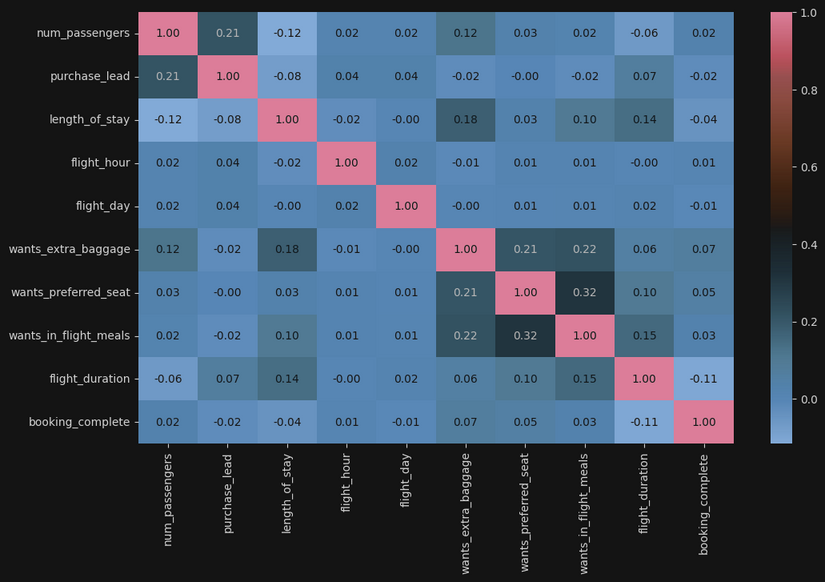 num_passengers 1.00 0.21 -0.12 0.02 0.02 0.12 0.03 0.02 -0.06 0.02
purchase_lead 0.21 1.00 -0.08 0.04 0.04 -0.02 -0.00 -0.02 0.07 -0.02
length_of_stay -0.12 -0.08 1.00 -0.02 -0.00 0.18 0.03 0.10 0.14 -0.04
flight_hour 0.02 0.04 -0.02 1.00 0.02 -0.01 0.01 0.01 -0.00 0.01
flight_day 0.02 0.04 -0.00 0.02 1.00 -0.00 0.01 0.01 0.02 -0.01
wants_extra_baggage 0.12 -0.02 0.18 -0.01 -0.00 1.00 0.21 0.22 0.06 0.07
wants_preferred_seat 0.03 -0.00 0.03 0.01 0.01 0.21 1.00 0.32 0.10 0.05
wants_in_flight_meals 0.02 -0.02 0.10 0.01 0.01 0.22 0.32 1.00 0.15 0.03
flight_duration -0.06 0.07 0.14 -0.00 0.02 0.06 0.10 0.15 1.00 -0.11
booking_complete 0.02 -0.02 -0.04 0.01 -0.01 0.07 0.05 0.03 -0.11 1.00
num_passengers
purchase_lead
length_of_stay
flight_hour
flight_day
wants_extra_baggage
wants_preferred_seat
wants_in_flight_meals
flight_duration
booking_complete
1.0
0.8
0.6
0.4
0.2
0.0